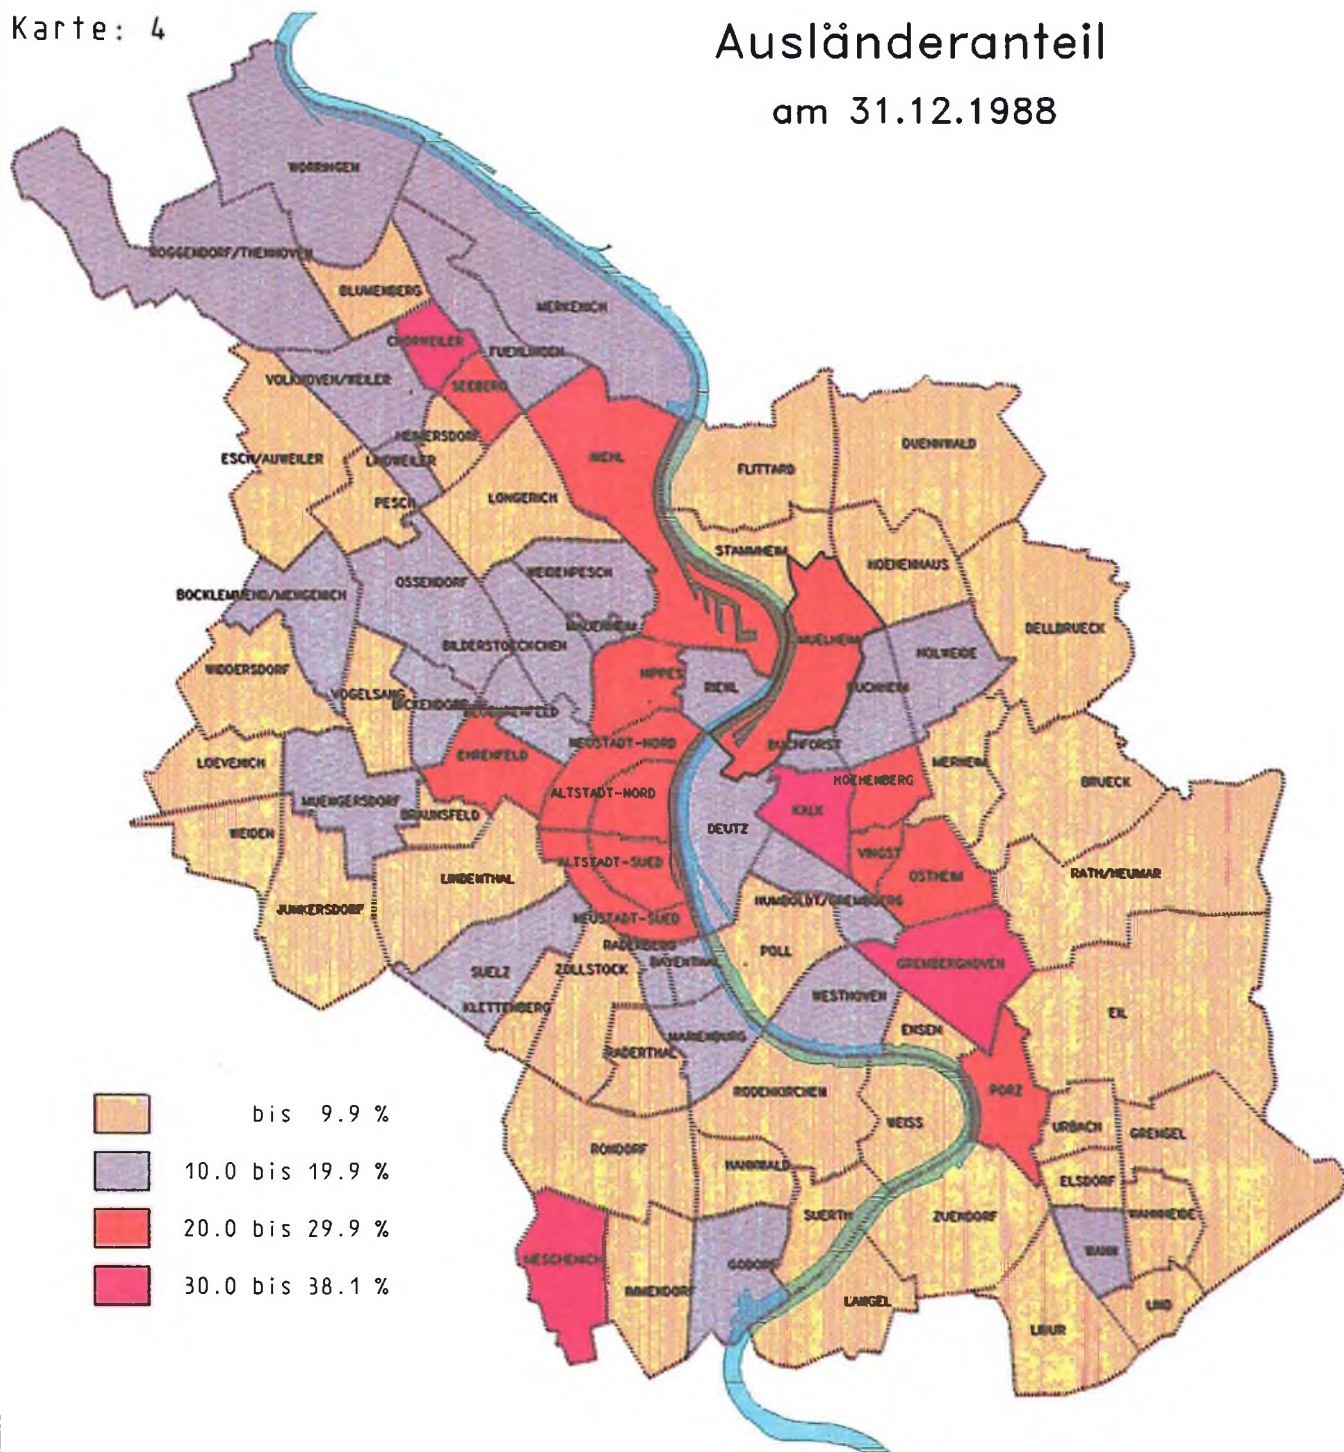 Karte: 4
Ausländeranteil
am 31.12.1988
WORRINGEN
ROGGENDORF/THENHOVEN
BLUMENBERG
MERKENICH
CHORWEILER
FUEHLINGEN
VOLKHOVEN/WEILER
SEEBERG
HEIMERSDORF
ESCH/AUWEILER
LINDWEILER
NIEHL
DUENNWALD
FLITTARD
PESCH
LONGERICH
STAMMHEIM
HOEHENHAUS
WEIDENPESCH
OSSENDORF
BOCKLEMUEND/MENGENICH
MAUENHEIM
DELLBRUECK
MUELHEIM
BILDERSTOECKCHEN
HOLWEIDE
WIDDERSDORF
NIPPES
RIEHL
BUCHHEIM
VOGELSANG
BICKENDORF
NEUEHRENFELD
NEUSTADT-NORD
BUCHFORST
EHRENFELD
LOEVENICH
MERHEIM
HOEHENBERG
BRUECK
ALTSTADT-NORD
MUENGERSDORF
KALK
BRAUNSFELD
DEUTZ
WEIDEN
VINGST
ALTSTADT-SUED
OSTHEIM
RATH/HEUMAR
LINDENTHAL
HUMBOLDT/GREMBERG
JUNKERSDORF
NEUSTADT-SUED
RADERBERG
POLL
BAYENTHAL
GREMBERGHOVEN
SUELZ
ZOLLSTOCK
WESTHOVEN
KLETTENBERG
EIL
ENSEN
MARIENBURG
RADERTHAL
RODENKIRCHEN
PORZ
WEISS
URBACH
GRENGEL
RONDORF
HAHNWALD
ELSDORF
SUERTH
ZUENDORF
WAHNHEIDE
WAHN
MESCHENICH
GODORF
IMMENDORF
LANGEL
LIND
LIBUR
bis 9.9 %
10.0 bis 19.9 %
20.0 bis 29.9 %
30.0 bis 38.1 %